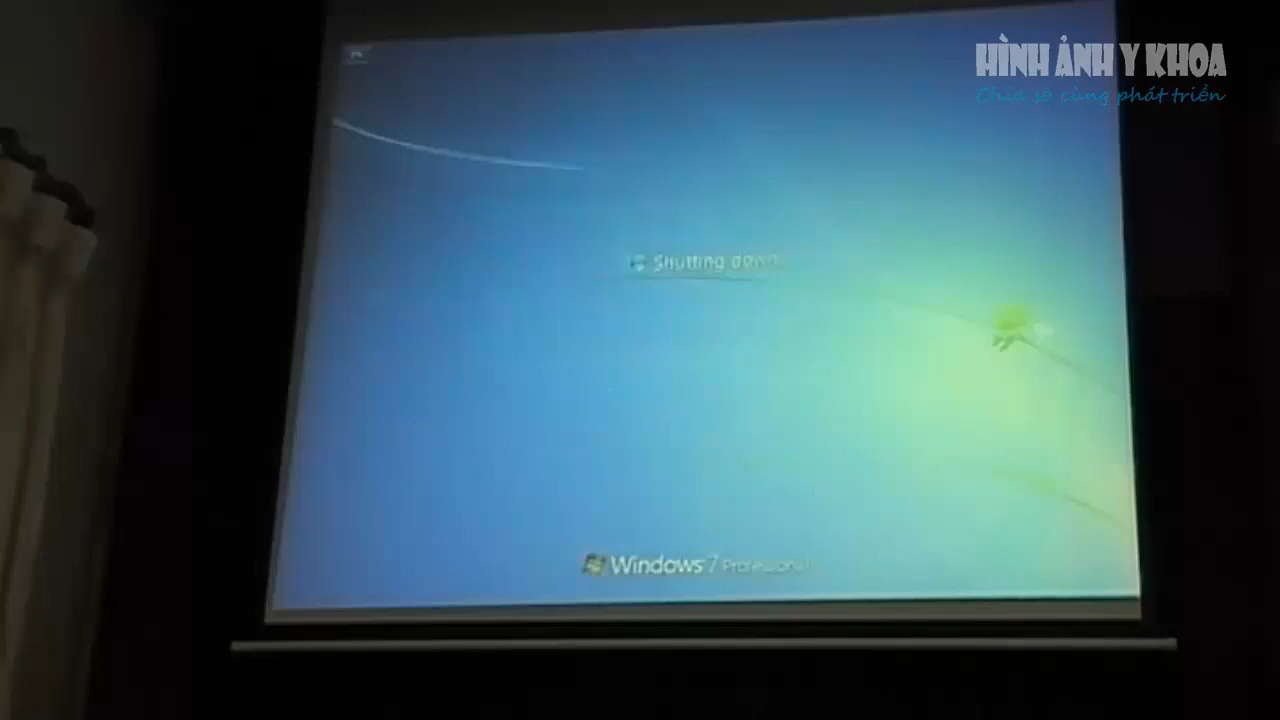 HÌNH ẢNH Y KHOA
Chia sẻ cùng phát triển
Shutting down
Windows 7 Professional